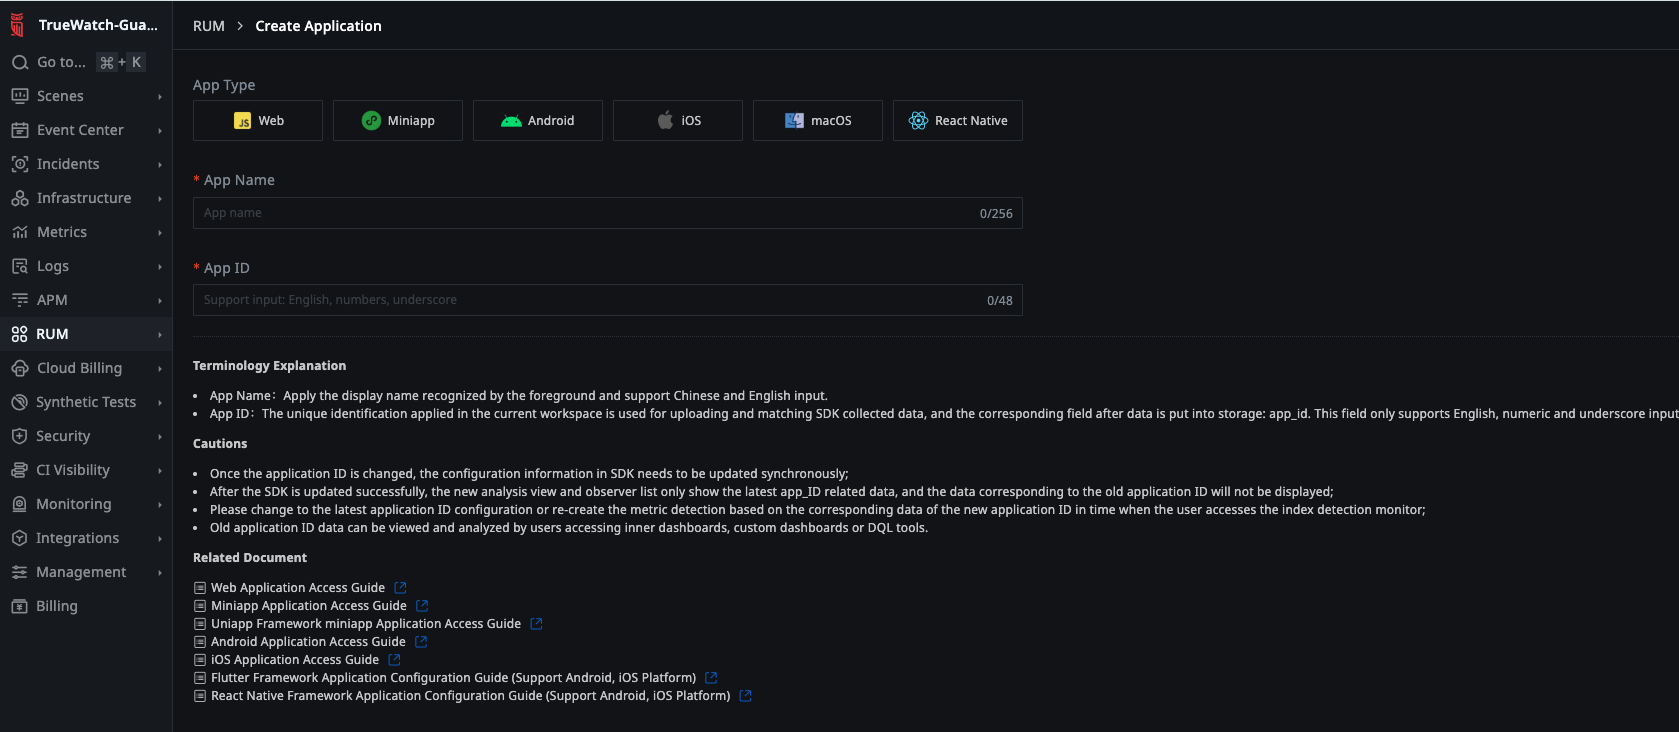 TrueWatch-Gua...
RUM > Create Application
Go to... ⌘ + K
Scenes
Event Center
Incidents
Infrastructure
Metrics
Logs
APM
RUM
Cloud Billing
Synthetic Tests
Security
CI Visibility
Monitoring
Integrations
Management
Billing
App Type
JS Web
Miniapp
Android
iOS
macOS
React Native
* App Name
App name 0/256
* App ID
Support input: English, numbers, underscore 0/48
Terminology Explanation
• App Name：Apply the display name recognized by the foreground and support Chinese and English input.
• App ID：The unique identification applied in the current workspace is used for uploading and matching SDK collected data, and the corresponding field after data is put into storage: app_id. This field only supports English, numeric and underscore input
Cautions
• Once the application ID is changed, the configuration information in SDK needs to be updated synchronously;
• After the SDK is updated successfully, the new analysis view and observer list only show the latest app_ID related data, and the data corresponding to the old application ID will not be displayed;
• Please change to the latest application ID configuration or re-create the metric detection based on the corresponding data of the new application ID in time when the user accesses the index detection monitor;
• Old application ID data can be viewed and analyzed by users accessing inner dashboards, custom dashboards or DQL tools.
Related Document
Web Application Access Guide
Miniapp Application Access Guide
Uniapp Framework miniapp Application Access Guide
Android Application Access Guide
iOS Application Access Guide
Flutter Framework Application Configuration Guide (Support Android, iOS Platform)
React Native Framework Application Configuration Guide (Support Android, iOS Platform)